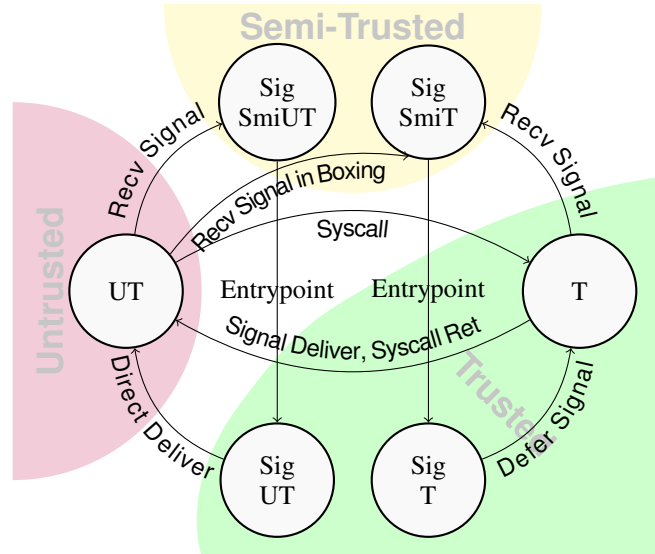 Semi-Trusted
Sig
SmiUT
Sig
SmiT
Recv Signal
Recv Signal
Recv Signal in Boxing
Syscall
Untrusted
UT
Entrypoint
Entrypoint
T
Signal Deliver, Syscall Ret
Trusted
Direct Deliver
Defer Signal
Sig
UT
Sig
T